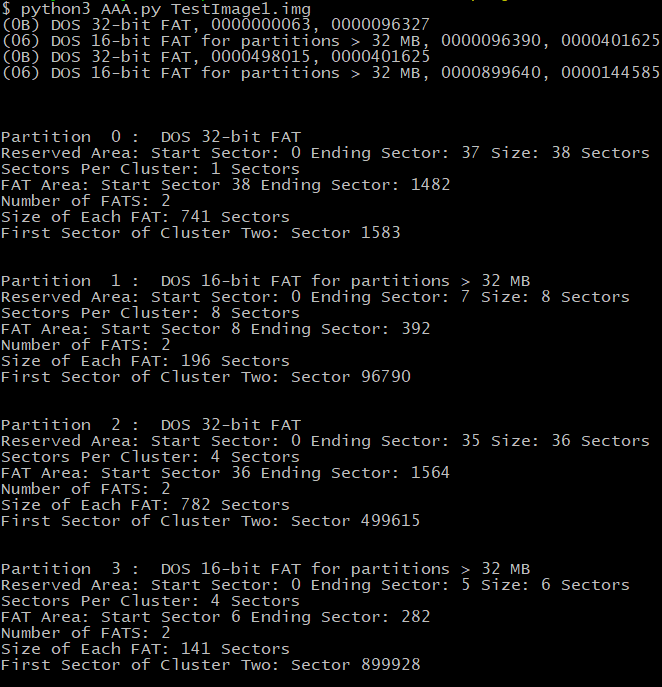 $ python3 AAA.py TestImage1.img
(0B) DOS 32-bit FAT, 0000000063, 0000096327
(06) DOS 16-bit FAT for partitions > 32 MB, 0000096390, 0000401625
(0B) DOS 32-bit FAT, 0000498015, 0000401625
(06) DOS 16-bit FAT for partitions > 32 MB, 0000899640, 0000144585
Partition  0 :  DOS 32-bit FAT
Reserved Area: Start Sector: 0 Ending Sector: 37 Size: 38 Sectors
Sectors Per Cluster: 1 Sectors
FAT Area: Start Sector 38 Ending Sector: 1482
Number of FATS: 2
Size of Each FAT: 741 Sectors
First Sector of Cluster Two: Sector 1583
Partition  1 :  DOS 16-bit FAT for partitions > 32 MB
Reserved Area: Start Sector: 0 Ending Sector: 7 Size: 8 Sectors
Sectors Per Cluster: 8 Sectors
FAT Area: Start Sector 8 Ending Sector: 392
Number of FATS: 2
Size of Each FAT: 196 Sectors
First Sector of Cluster Two: Sector 96790
Partition  2 :  DOS 32-bit FAT
Reserved Area: Start Sector: 0 Ending Sector: 35 Size: 36 Sectors
Sectors Per Cluster: 4 Sectors
FAT Area: Start Sector 36 Ending Sector: 1564
Number of FATS: 2
Size of Each FAT: 782 Sectors
First Sector of Cluster Two: Sector 499615
Partition  3 :  DOS 16-bit FAT for partitions > 32 MB
Reserved Area: Start Sector: 0 Ending Sector: 5 Size: 6 Sectors
Sectors Per Cluster: 4 Sectors
FAT Area: Start Sector 6 Ending Sector: 282
Number of FATS: 2
Size of Each FAT: 141 Sectors
First Sector of Cluster Two: Sector 899928